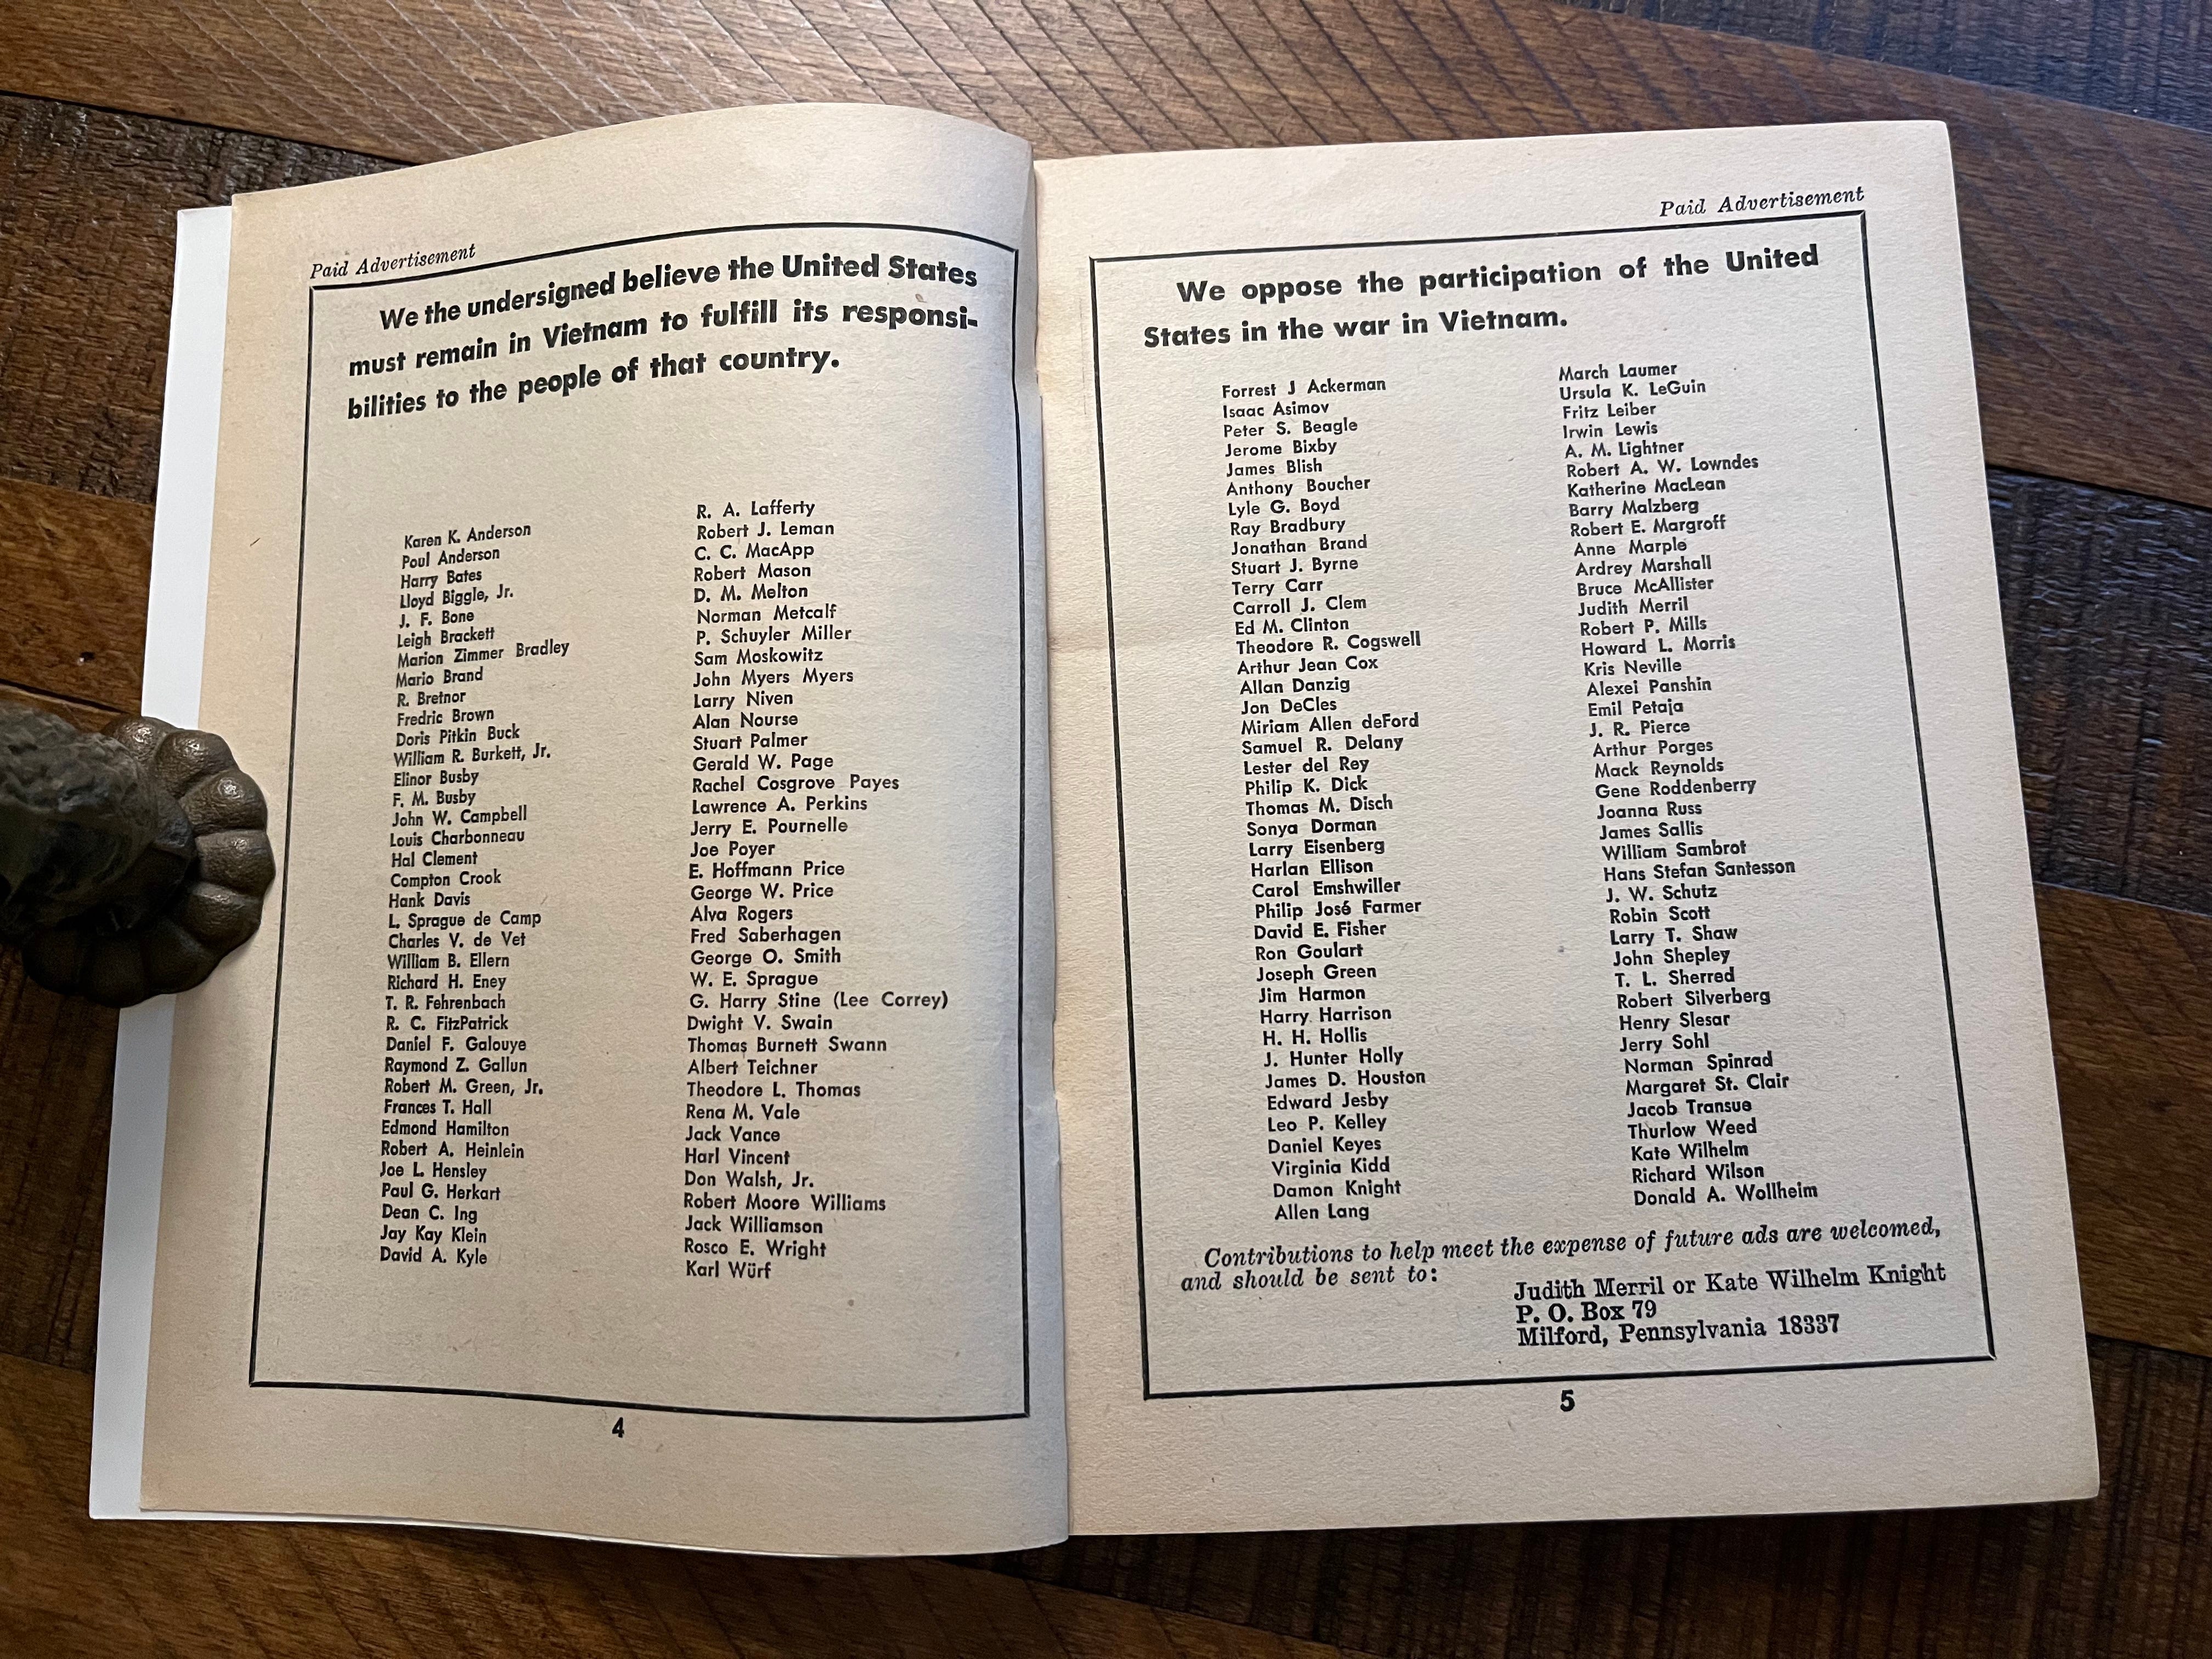 Paid Advertisement
We the undersigned believe the United States
must remain in Vietnam to fulfill its responsi-
bilities to the people of that country.
Karen K. Anderson
Poul Anderson
Harry Bates
Lloyd Biggle, Jr.
J. F. Bone
Leigh Brackett
Marion Zimmer Bradley
Mario Brand
R. Bretnor
Fredric Brown
Doris Pitkin Buck
William R. Burkett, Jr.
Elinor Busby
F. M. Busby
John W. Campbell
Louis Charbonneau
Hal Clement
Compton Crook
Hank Davis
L. Sprague de Camp
Charles V. de Vet
William B. Ellern
Richard H. Eney
T. R. Fehrenbach
R. C. FitzPatrick
Daniel F. Galouye
Raymond Z. Gallun
Robert M. Green, Jr.
Frances T. Hall
Edmond Hamilton
Robert A. Heinlein
Joe L. Hensley
Paul G. Herkart
Dean C. Ing
Jay Kay Klein
David A. Kyle
R. A. Lafferty
Robert J. Leman
C. C. MacApp
Robert Mason
D. M. Melton
Norman Metcalf
P. Schuyler Miller
Sam Moskowitz
John Myers Myers
Larry Niven
Alan Nourse
Stuart Palmer
Gerald W. Page
Rachel Cosgrove Payes
Lawrence A. Perkins
Jerry E. Pournelle
Joe Poyer
E. Hoffmann Price
George W. Price
Alva Rogers
Fred Saberhagen
George O. Smith
W. E. Sprague
G. Harry Stine (Lee Correy)
Dwight V. Swain
Thomas Burnett Swann
Albert Teichner
Theodore L. Thomas
Rena M. Vale
Jack Vance
Harl Vincent
Don Walsh, Jr.
Robert Moore Williams
Jack Williamson
Rosco E. Wright
Karl Würf
4
Paid Advertisement
We oppose the participation of the United
States in the war in Vietnam.
Forrest J Ackerman
Isaac Asimov
Peter S. Beagle
Jerome Bixby
James Blish
Anthony Boucher
Lyle G. Boyd
Ray Bradbury
Jonathan Brand
Stuart J. Byrne
Terry Carr
Carroll J. Clem
Ed M. Clinton
Theodore R. Cogswell
Arthur Jean Cox
Allan Danzig
Jon DeCles
Miriam Allen deFord
Samuel R. Delany
Lester del Rey
Philip K. Dick
Thomas M. Disch
Sonya Dorman
Larry Eisenberg
Harlan Ellison
Carol Emshwiller
Philip José Farmer
David E. Fisher
Ron Goulart
Joseph Green
Jim Harmon
Harry Harrison
H. H. Hollis
J. Hunter Holly
James D. Houston
Edward Jesby
Leo P. Kelley
Daniel Keyes
Virginia Kidd
Damon Knight
Allen Lang
March Laumer
Ursula K. LeGuin
Fritz Leiber
Irwin Lewis
A. M. Lightner
Robert A. W. Lowndes
Katherine MacLean
Barry Malzberg
Robert E. Margroff
Anne Marple
Ardrey Marshall
Bruce McAllister
Judith Merril
Robert P. Mills
Howard L. Morris
Kris Neville
Alexei Panshin
Emil Petaja
J. R. Pierce
Arthur Porges
Mack Reynolds
Gene Roddenberry
Joanna Russ
James Sallis
William Sambrot
Hans Stefan Santesson
J. W. Schutz
Robin Scott
Larry T. Shaw
John Shepley
T. L. Sherred
Robert Silverberg
Henry Slesar
Jerry Sohl
Norman Spinrad
Margaret St. Clair
Jacob Transue
Thurlow Weed
Kate Wilhelm
Richard Wilson
Donald A. Wollheim
Contributions to help meet the expense of future ads are welcomed,
and should be sent to:
Judith Merril or Kate Wilhelm Knight
P. O. Box 79
Milford, Pennsylvania 18337
5